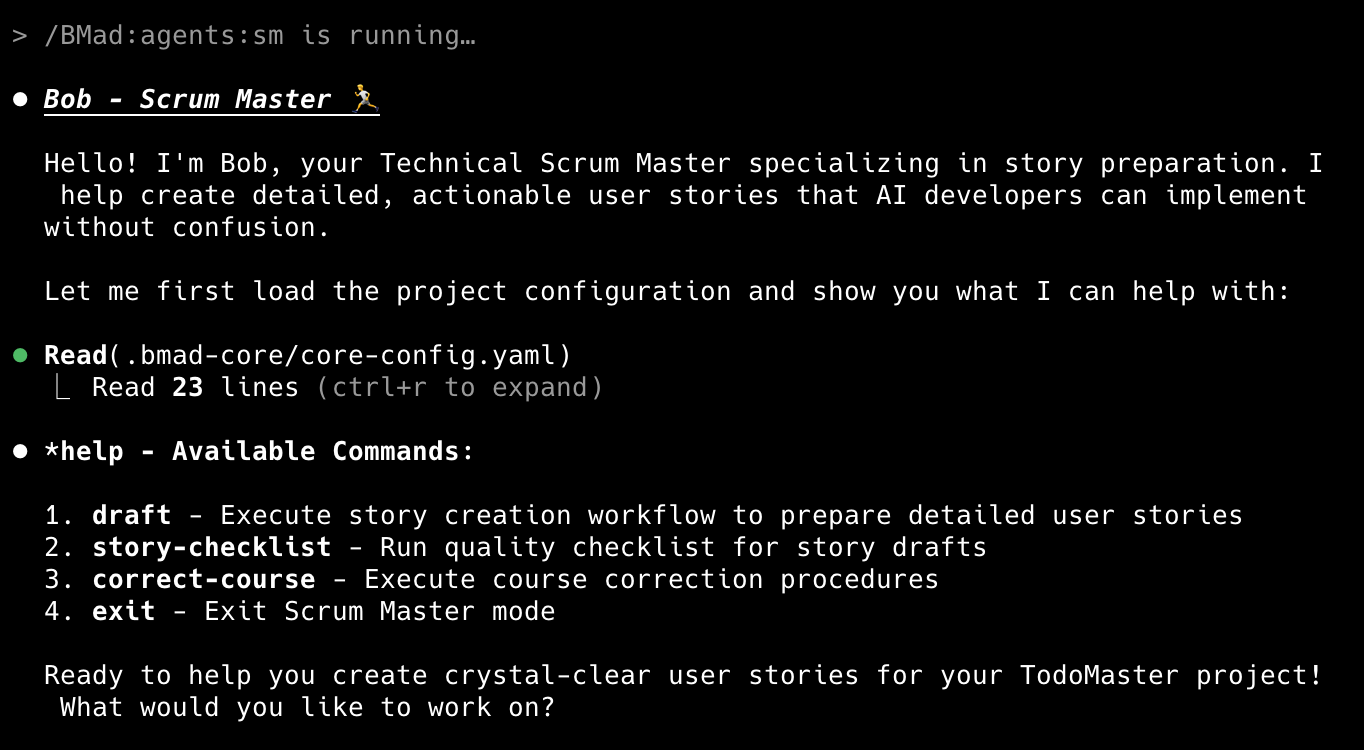 > /BMad:agents:sm is running…
● Bob - Scrum Master 🏃
Hello! I'm Bob, your Technical Scrum Master specializing in story preparation. I
help create detailed, actionable user stories that AI developers can implement
without confusion.
Let me first load the project configuration and show you what I can help with:
● Read(.bmad-core/core-config.yaml)
⎿ Read 23 lines (ctrl+r to expand)
● *help - Available Commands:
1. draft - Execute story creation workflow to prepare detailed user stories
2. story-checklist - Run quality checklist for story drafts
3. correct-course - Execute course correction procedures
4. exit - Exit Scrum Master mode
Ready to help you create crystal-clear user stories for your TodoMaster project!
What would you like to work on?